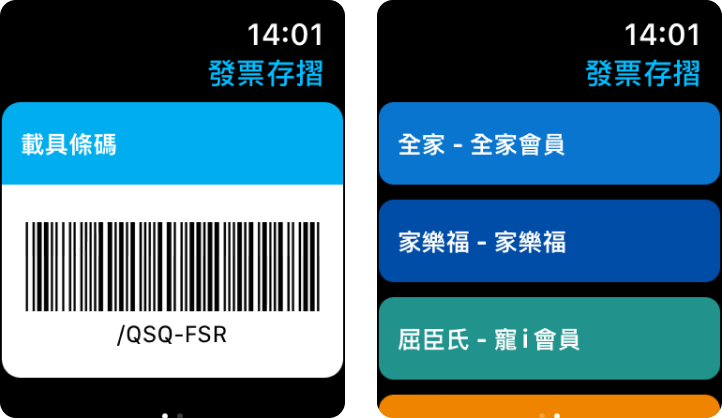 14:01
發票存摺
載具條碼
/QSQ-FSR
14:01
發票存摺
全家 - 全家會員
家樂福 - 家樂福
屈臣氏 - 寵i會員